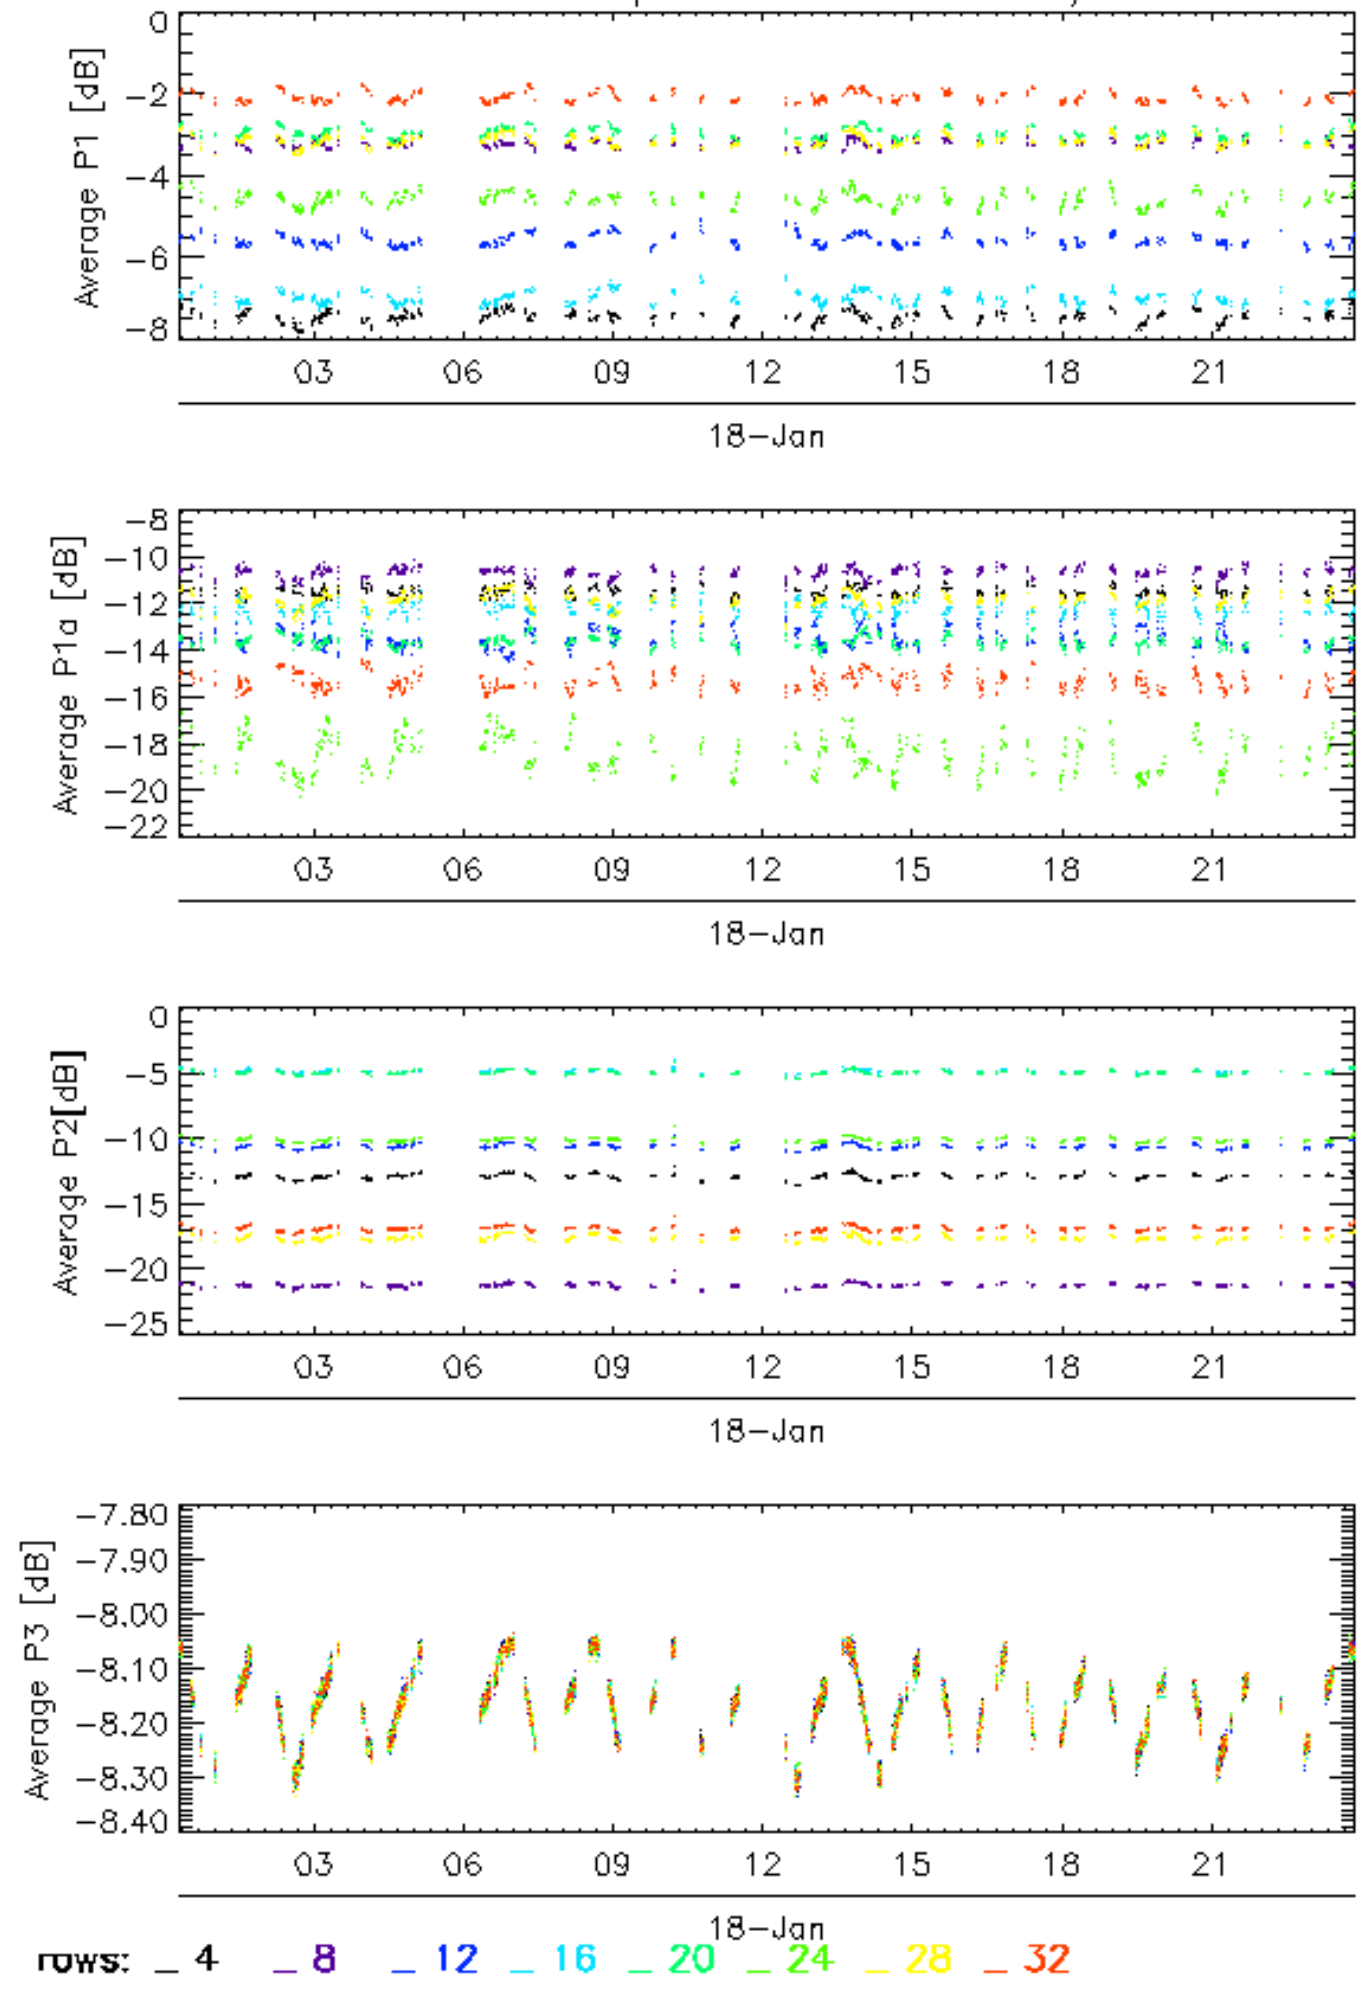 0
-2
-4
-6
-8
Average P1 [dB]
03 06 09 12 15 18 21
18-Jan
-8
-10
-12
-14
-16
-18
-20
-22
Average P1a [dB]
03 06 09 12 15 18 21
18-Jan
0
-5
-10
-15
-20
-25
Average P2[dB]
03 06 09 12 15 18 21
18-Jan
-7.80
-7.90
-8.00
-8.10
-8.20
-8.30
-8.40
Average P3 [dB]
03 06 09 12 15 18 21
18-Jan
rows: _ 4 _ 8 _ 12 _ 16 _ 20 _ 24 _ 28 _ 32